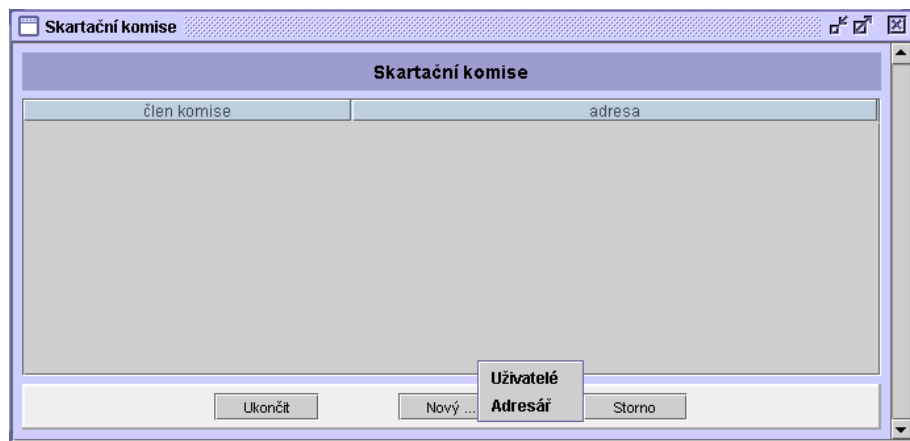 Skartační komise
Skartační komise
člen komise adresa
Uživatelé
Adresář
Ukončit Nový ... Storno